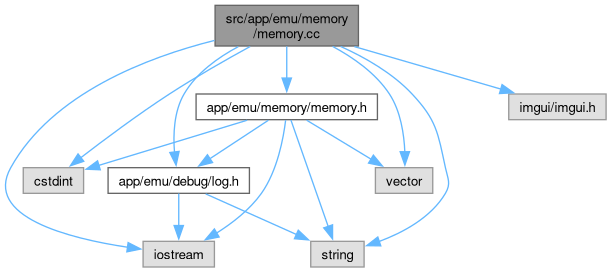 src/app/emu/memory
/memory.cc
app/emu/memory/memory.h
imgui/imgui.h
cstdint
app/emu/debug/log.h
vector
iostream
string